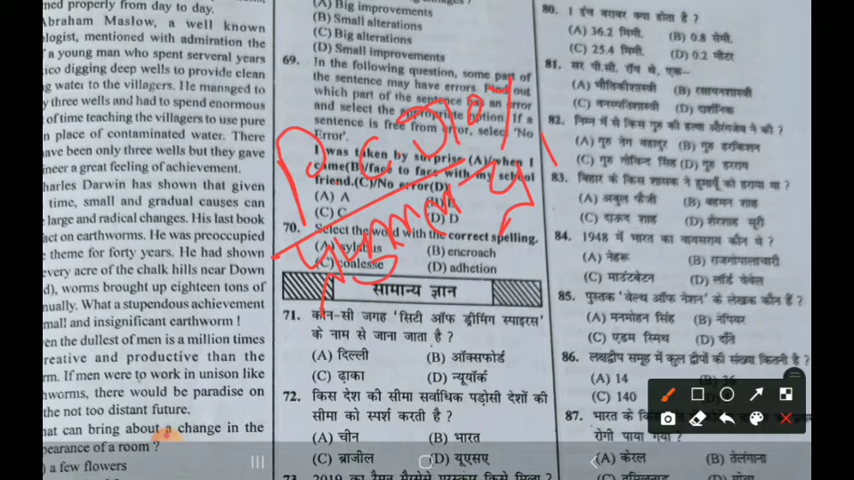 ned properly from day to day.
Abraham Maslow, a well known
logist, mentioned with admiration the
a young man who spent serveral years
ico digging deep wells to provide clean
g water to the villagers. He managed to
y three wells and had to spend enormous
of time teaching the villagers to use pure
n place of contaminated water. There
ave been only three wells but they gave
ineer a great feeling of achievement.
harles Darwin has shown that given
time, small and gradual causes can
large and radical changes. His last book
act on earthworms. He was preoccupied
theme for forty years. He had shown
every acre of the chalk hills near Down
d), worms brought up eighteen tons of
nually. What a stupendous achievement
mall and insignificant earthworm !
en the dullest of men is a million times
reative and productive than the
rm. If men were to work in unison like
hworms, there would be paradise on
the not too distant future.
hat can bring about a change in the
pearance of a room ?
) a few flowers
(A) Big improvements
(B) Small alterations
(C) Big alterations
(D) Small improvements
69. In the following question, some part of
the sentence may have errors. Find out
which part of the sentence has an error
and select the appropriate option. If a
sentence is free from error, select 'No
Error'.
I was taken by surprise (A)/when I
came(B)/face to face with my school
friend.(C)/No error(D)
(A) A
(B) B
(C) C
(D) D
70. Select the word with the correct spelling.
(A) sylabus
(B) encroach
(C) coalesse
(D) adhetion
सामान्य ज्ञान
71. कौन-सी जगह 'सिटी ऑफ ड्रीमिंग स्पाइरस'
के नाम से जाना जाता है ?
(A) दिल्ली
(B) ऑक्सफोर्ड
(C) ढ़ाका
(D) न्यूयॉर्क
72. किस देश की सीमा सर्वाधिक पड़ोसी देशों की
सीमा को स्पर्श करती है ?
(A) चीन
(B) भारत
(C) ब्राजील
(D) यूएसए
80. 1 इंच बराबर क्या होता है ?
(A) 36.2 मिमी.
(B) 0.8 सेमी.
(C) 25.4 मिमी.
(D) 0.2 मीटर
81. सर पी.सी. रॉय थे, एक–
(A) भौतिकीशास्त्री
(B) रसायनशास्त्री
(C) वनस्पतिशास्त्री
(D) दार्शनिक
82. निम्न में से किस गुरु की हत्या औरंगजेब ने की ?
(A) गुरु तेग बहादुर
(B) गुरु हरकिशन
(C) गुरु गोविन्द सिंह
(D) गुरु हरराय
83. बिहार के किस शासक ने हुमायूँ को हराया था ?
(A) अबुल फैजी
(B) बहमन शाह
(C) दाऊद शाह
(D) शेरशाह सूरी
84. 1948 में भारत का वायसराय कौन थे ?
(A) नेहरू
(B) राजगोपालाचारी
(C) माउंटबेटन
(D) लॉर्ड वेवेल
85. पुस्तक 'वेल्थ ऑफ नेशन' के लेखक कौन हैं ?
(A) मनमोहन सिंह
(B) नेपियर
(C) एडम स्मिथ
(D) दाँते
86. लक्षद्वीप समूह में कुल द्वीपों की संख्या कितनी है ?
(A) 14
(B) 36
(C) 140
87. भारत के
रोगी पाया गया ?
(A) केरल
(B) तेलंगाना